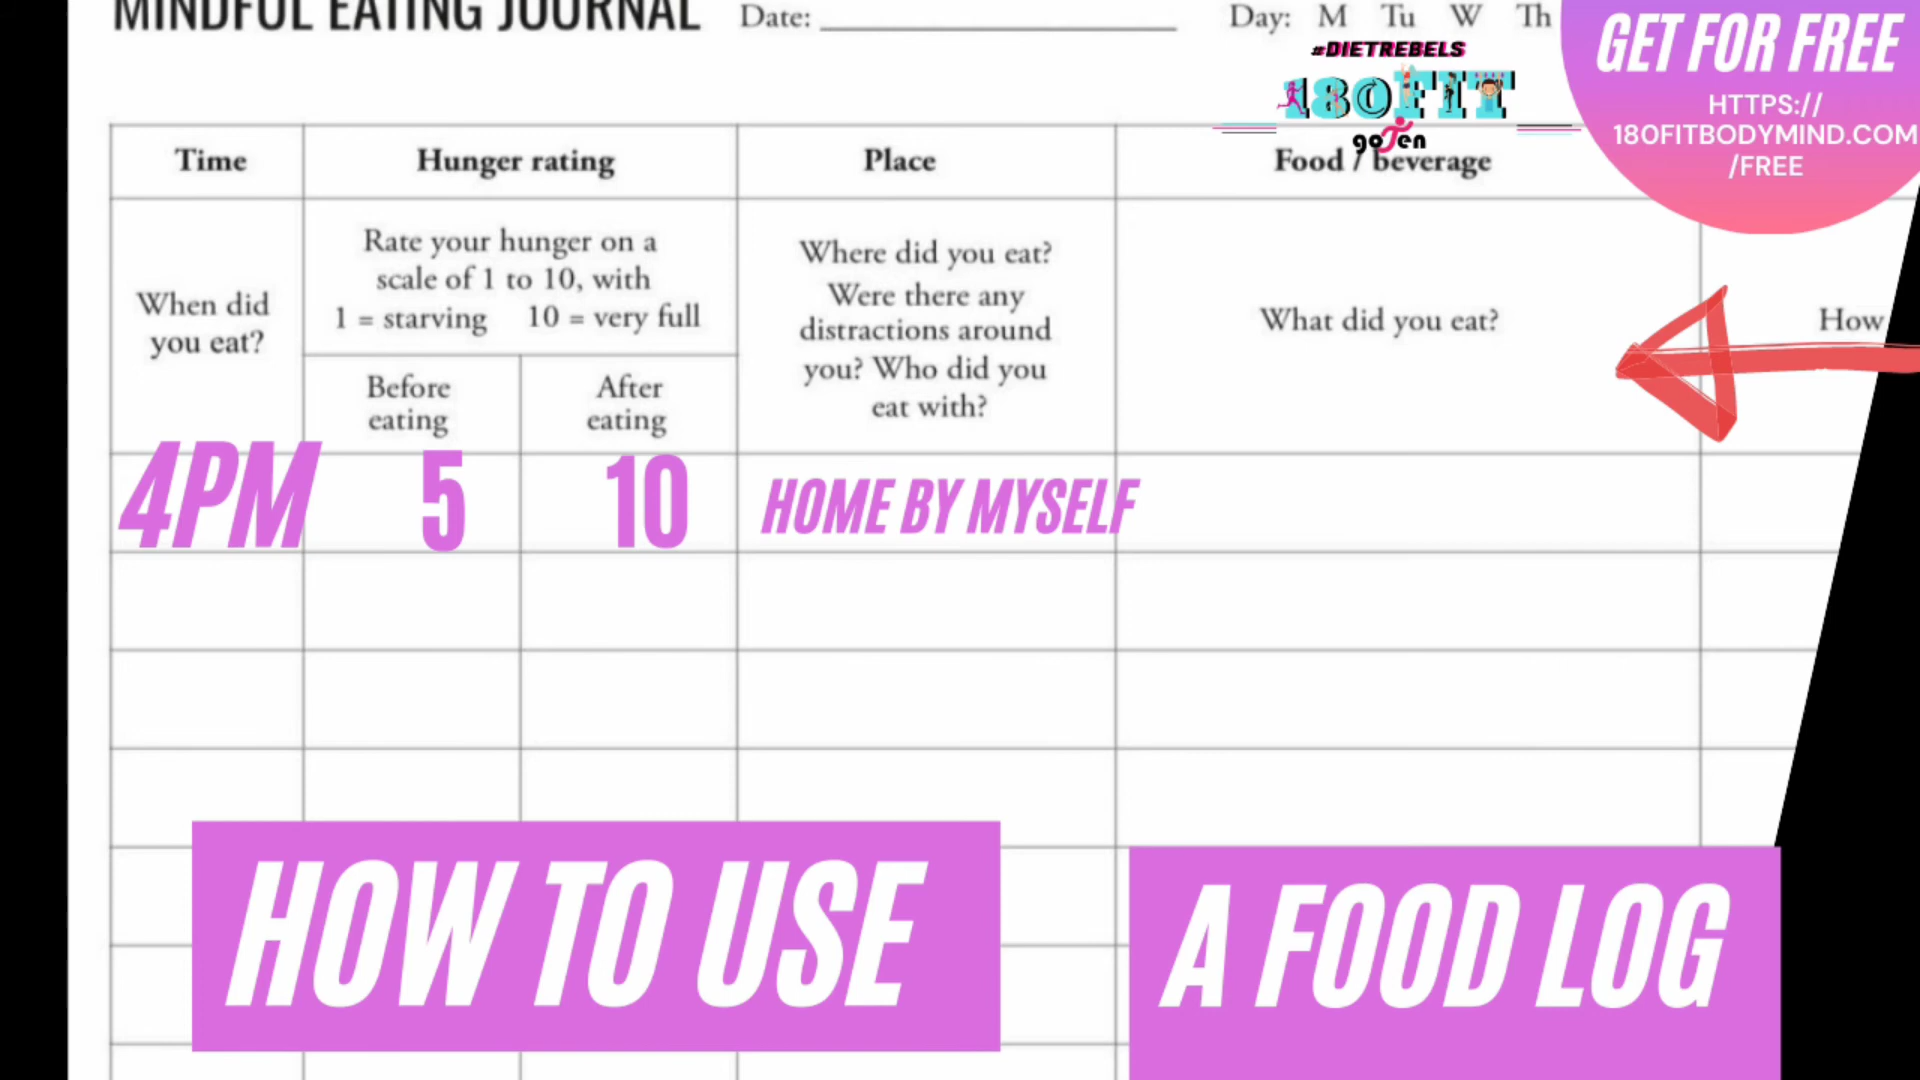 MINDFUL EATING JOURNAL
Date:
Day: M Tu W Th
#DIETREBELS
180FIT
goTen
GET FOR FREE
HTTPS://
180FITBODYMIND.COM
/FREE
Time
Hunger rating
Place
Food / beverage
When did
you eat?
Rate your hunger on a
scale of 1 to 10, with
1 = starving 10 = very full
Before
eating
After
eating
Where did you eat?
Were there any
distractions around
you? Who did you
eat with?
What did you eat?
How
4PM
5
10
HOME BY MYSELF
HOW TO USE
A FOOD LOG